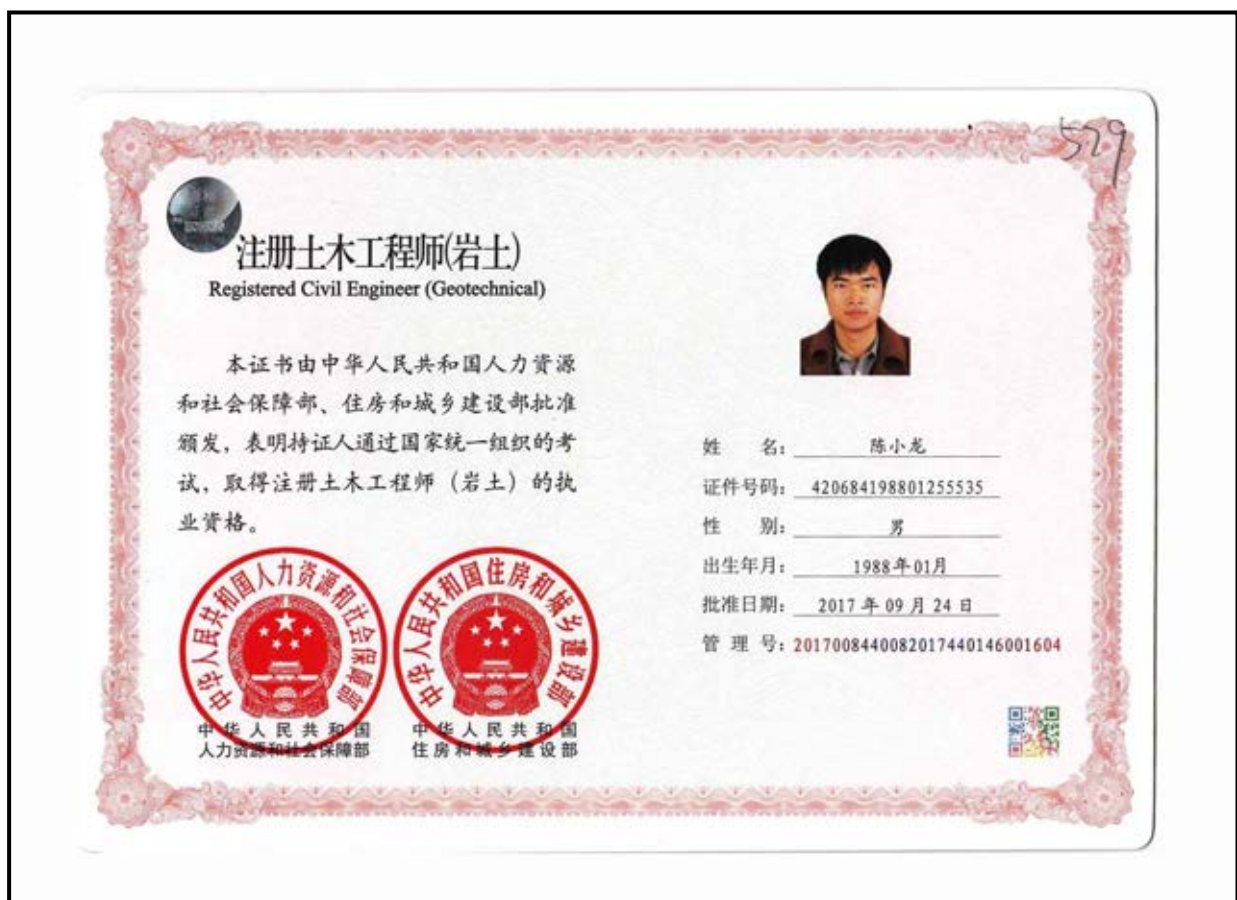 529
注册土木工程师(岩土)
Registered Civil Engineer (Geotechnical)
本证书由中华人民共和国人力资源
和社会保障部、住房和城乡建设部批准
颁发，表明持证人通过国家统一组织的考
试，取得注册土木工程师（岩土）的执
业资格。
中华人民共和国人力资源和社会保障部
中华人民共和国住房和城乡建设部
中华人民共和国
人力资源和社会保障部
中华人民共和国
住房和城乡建设部
姓 名： 陈小龙
证件号码： 420684198801255535
性 别： 男
出生年月： 1988年01月
批准日期： 2017年09月24日
管 理 号：2017008440082017440146001604